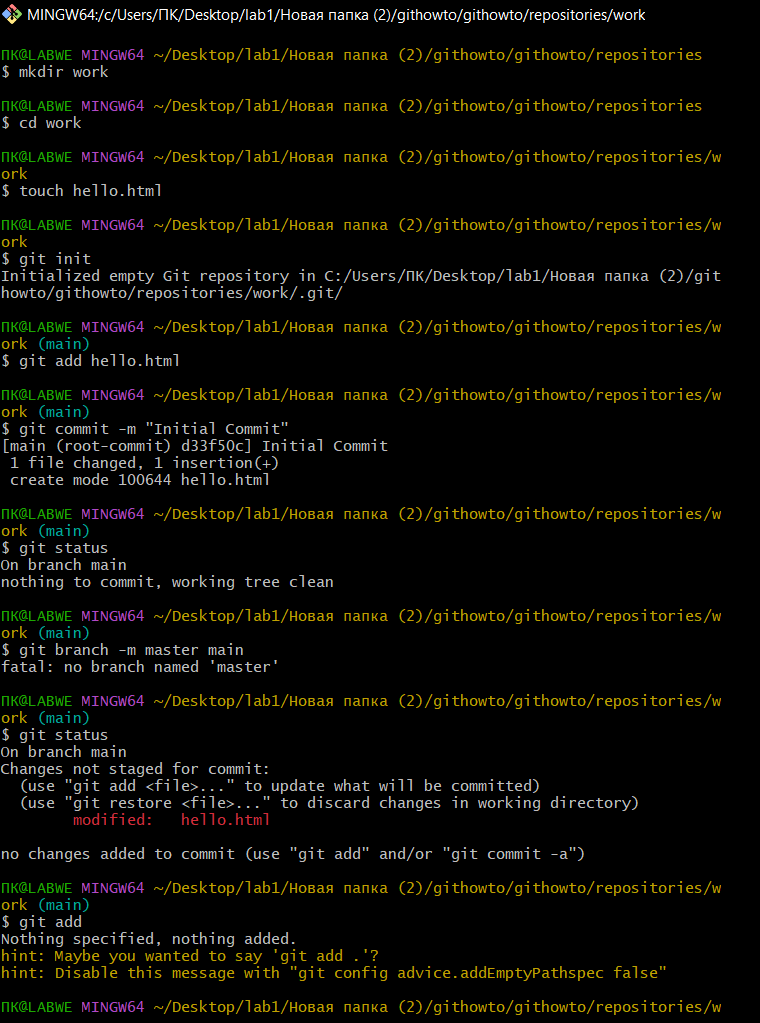 MINGW64:/c/Users/ПК/Desktop/lab1/Новая папка (2)/githowto/githowto/repositories/work
ПК@LABWE MINGW64 ~/Desktop/lab1/Новая папка (2)/githowto/githowto/repositories
$ mkdir work
ПК@LABWE MINGW64 ~/Desktop/lab1/Новая папка (2)/githowto/githowto/repositories
$ cd work
ПК@LABWE MINGW64 ~/Desktop/lab1/Новая папка (2)/githowto/githowto/repositories/w
ork
$ touch hello.html
ПК@LABWE MINGW64 ~/Desktop/lab1/Новая папка (2)/githowto/githowto/repositories/w
ork
$ git init
Initialized empty Git repository in C:/Users/ПК/Desktop/lab1/Новая папка (2)/git
howto/githowto/repositories/work/.git/
ПК@LABWE MINGW64 ~/Desktop/lab1/Новая папка (2)/githowto/githowto/repositories/w
ork (main)
$ git add hello.html
ПК@LABWE MINGW64 ~/Desktop/lab1/Новая папка (2)/githowto/githowto/repositories/w
ork (main)
$ git commit -m "Initial Commit"
[main (root-commit) d33f50c] Initial Commit
 1 file changed, 1 insertion(+)
 create mode 100644 hello.html
ПК@LABWE MINGW64 ~/Desktop/lab1/Новая папка (2)/githowto/githowto/repositories/w
ork (main)
$ git status
On branch main
nothing to commit, working tree clean
ПК@LABWE MINGW64 ~/Desktop/lab1/Новая папка (2)/githowto/githowto/repositories/w
ork (main)
$ git branch -m master main
fatal: no branch named 'master'
ПК@LABWE MINGW64 ~/Desktop/lab1/Новая папка (2)/githowto/githowto/repositories/w
ork (main)
$ git status
On branch main
Changes not staged for commit:
  (use "git add <file>..." to update what will be committed)
  (use "git restore <file>..." to discard changes in working directory)
        modified:   hello.html
no changes added to commit (use "git add" and/or "git commit -a")
ПК@LABWE MINGW64 ~/Desktop/lab1/Новая папка (2)/githowto/githowto/repositories/w
ork (main)
$ git add
Nothing specified, nothing added.
hint: Maybe you wanted to say 'git add .'?
hint: Disable this message with "git config advice.addEmptyPathspec false"
ПК@LABWE MINGW64 ~/Desktop/lab1/Новая папка (2)/githowto/githowto/repositories/w